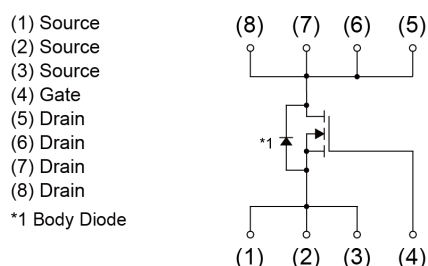 (1) Source
(2) Source
(3) Source
(4) Gate
(5) Drain
(6) Drain
(7) Drain
(8) Drain
*1 Body Diode
(8) (7) (6) (5)
*1
(1) (2) (3) (4)